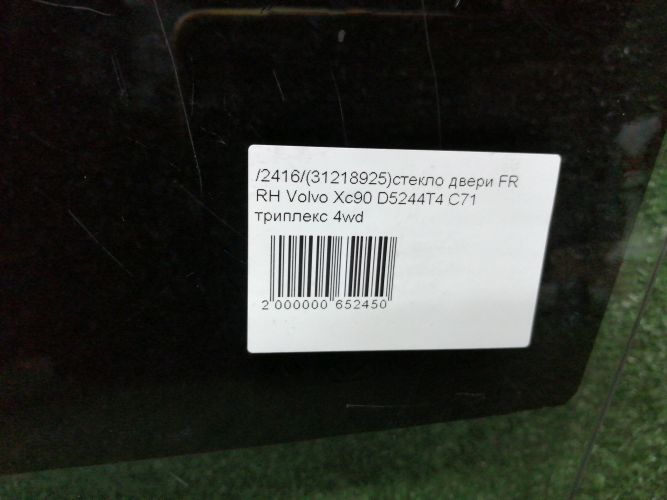 /2416/(31218925)стекло двери FR
RH Volvo Xc90 D5244T4 C71
триплекс 4wd
2 000000 652450